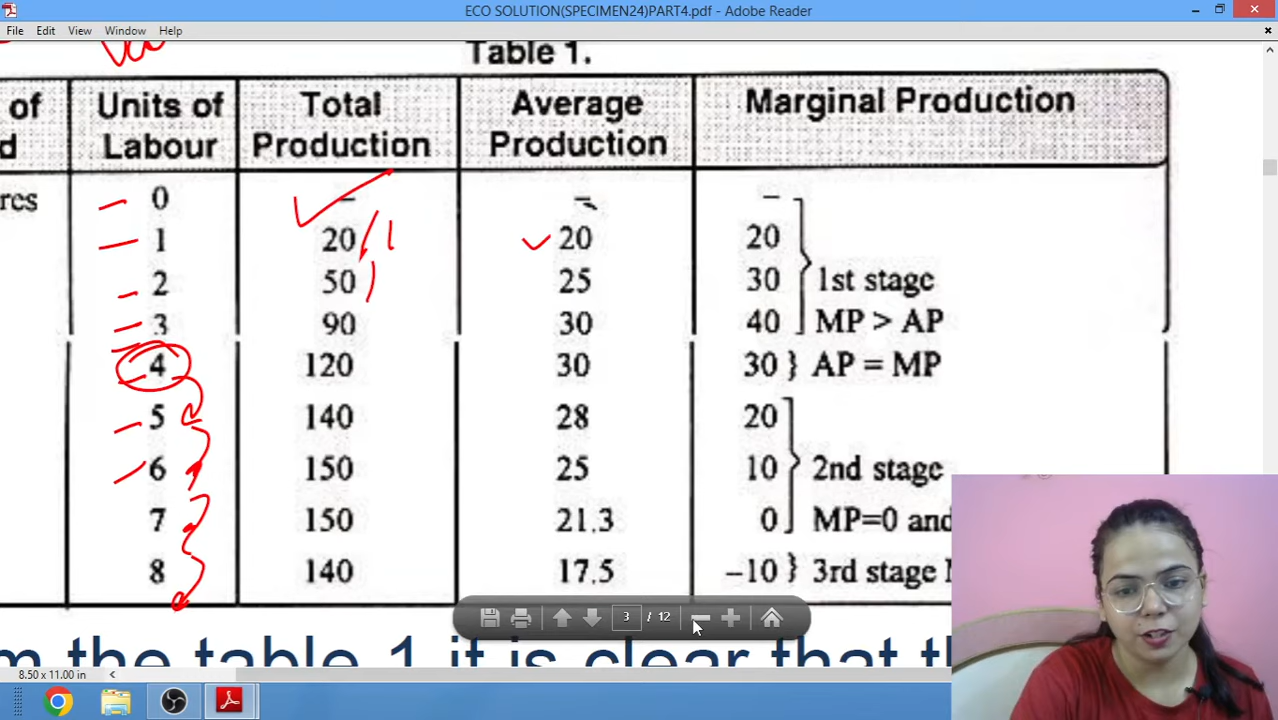 ECO SOLUTION(SPECIMEN24)PART4.pdf - Adobe Reader
File Edit View Window Help
Table 1.
of Units of Total Average Marginal Production
d Labour Production Production
res 0 – – –
1 20 20 20
2 50 25 30 1st stage
3 90 30 40 MP > AP
4 120 30 30 } AP = MP
5 140 28 20
6 150 25 10 2nd stage
7 150 21.3 0 MP=0 and
8 140 17.5 –10 } 3rd stage
3 / 12
m the table 1 it is clear that th
8.50 x 11.00 in